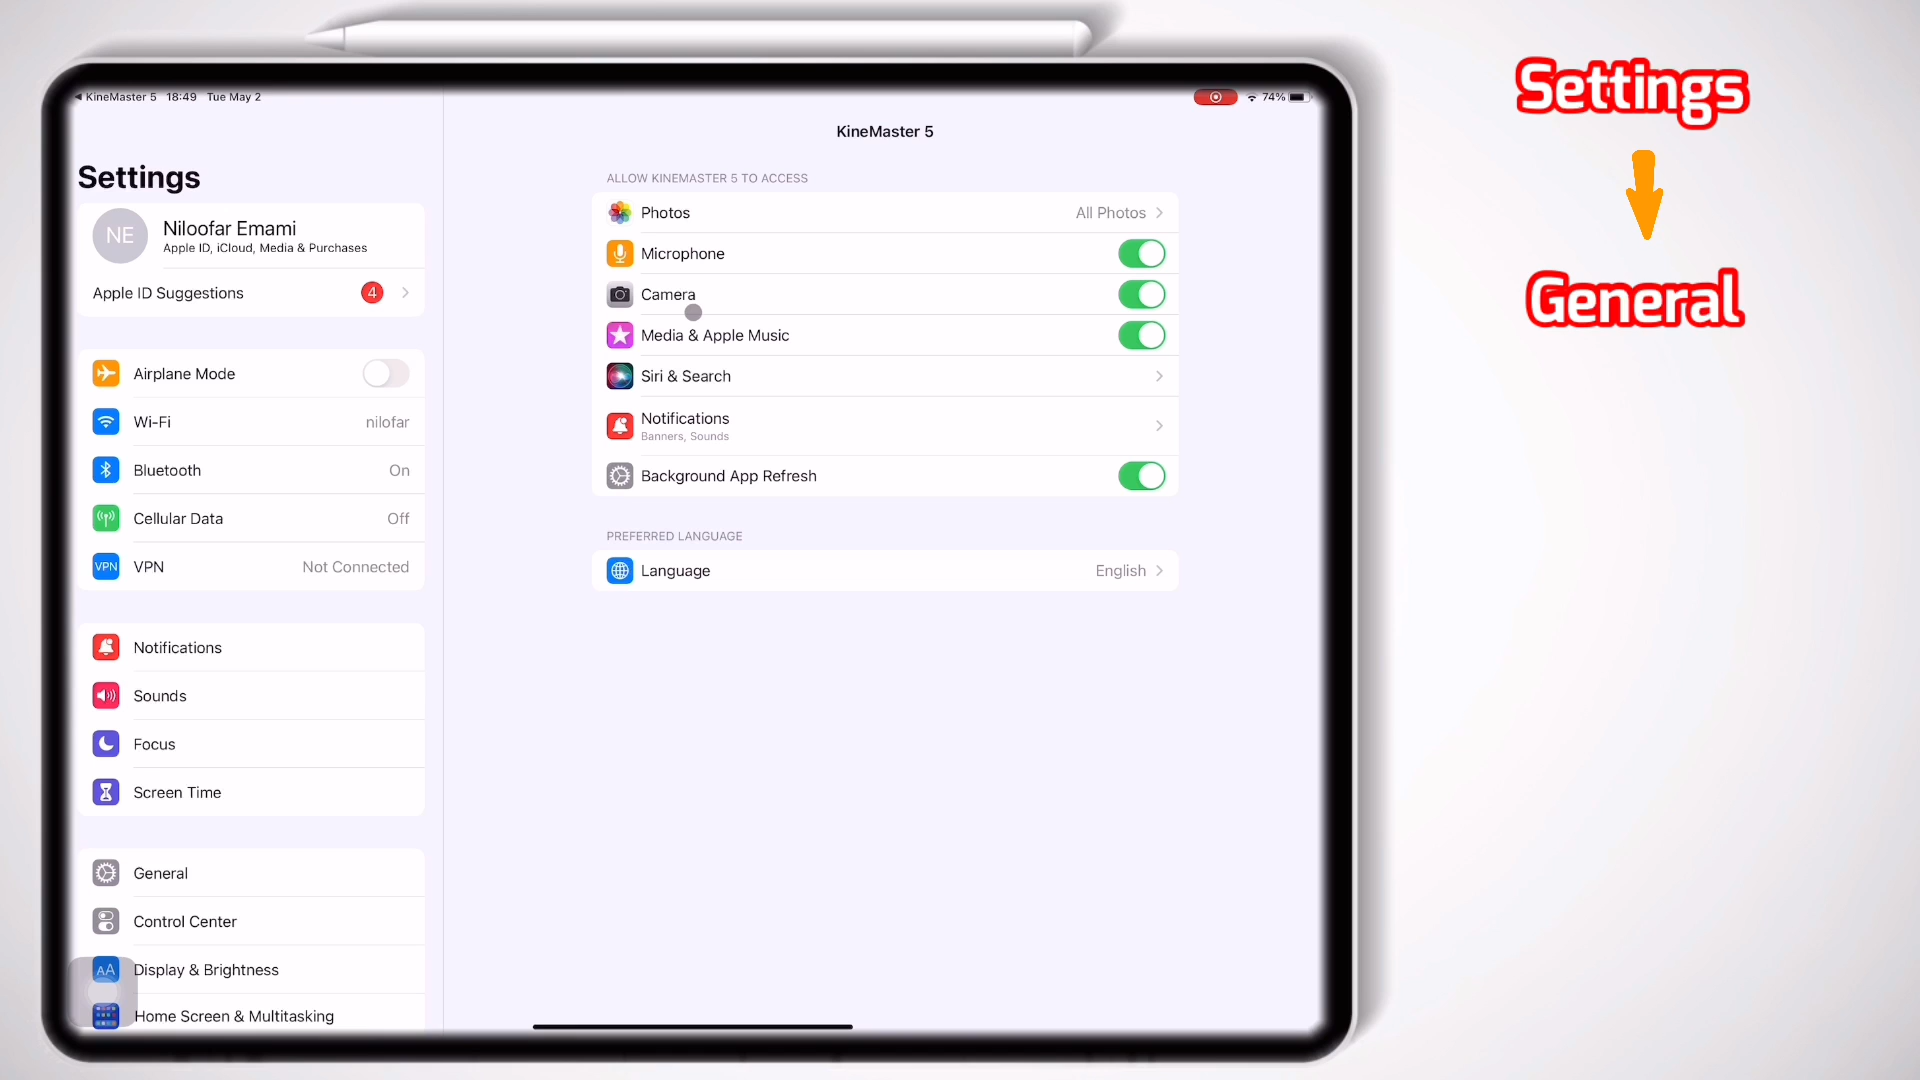 ◀ KineMaster 5 18:49 Tue May 2
74%
Settings
NE
Niloofar Emami
Apple ID, iCloud, Media & Purchases
Apple ID Suggestions 4
Airplane Mode
Wi-Fi nilofar
Bluetooth On
Cellular Data Off
VPN VPN Not Connected
Notifications
Sounds
Focus
Screen Time
General
Control Center
AA Display & Brightness
Home Screen & Multitasking
KineMaster 5
ALLOW KINEMASTER 5 TO ACCESS
Photos All Photos
Microphone
Camera
Media & Apple Music
Siri & Search
Notifications
Banners, Sounds
Background App Refresh
PREFERRED LANGUAGE
Language English
Settings
General